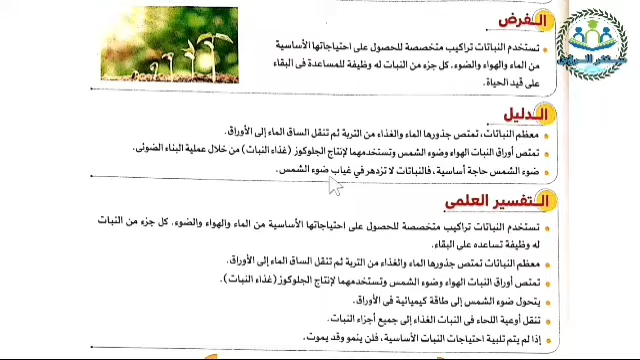 الفرض
تستخدم النباتات تراكيب متخصصة للحصول على احتياجاتها الأساسية
من الماء والهواء والضوء. كل جزء من النبات له وظيفة للمساعدة فى البقاء
على قيد الحياة.
الدليل
معظم النباتات، تمتص جذورها الماء والغذاء من التربة ثم تنقل الساق الماء إلى الأوراق.
تمتص أوراق النبات الهواء وضوء الشمس وتستخدمهما لإنتاج الجلوكوز (غذاء النبات) من خلال عملية البناء الضوئى.
ضوء الشمس حاجة أساسية، فالنباتات لا تزدهر فى غياب ضوء الشمس.
التفسير العلمى
تستخدم النباتات تراكيب متخصصة للحصول على احتياجاتها الأساسية من الماء والهواء والضوء. كل جزء من النبات
له وظيفة تساعده على البقاء.
معظم النباتات تمتص جذورها الماء والغذاء من التربة ثم تنقل الساق الماء إلى الأوراق.
تمتص أوراق النبات الهواء وضوء الشمس وتستخدمهما لإنتاج الجلوكوز (غذاء النبات).
يتحول ضوء الشمس إلى طاقة كيميائية فى الأوراق.
تنقل أوعية اللحاء فى النبات الغذاء إلى جميع أجزاء النبات.
إذا لم يتم تلبية احتياجات النبات الأساسية، فلن ينمو وقد يموت.